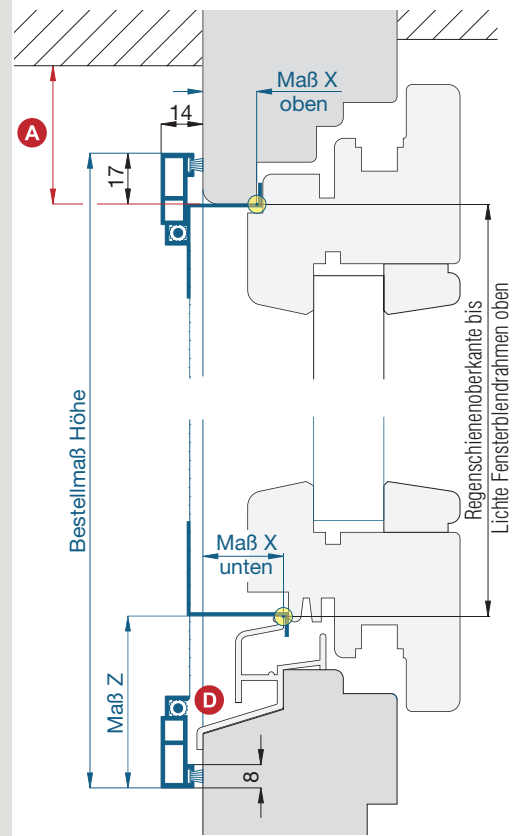 Maß X
oben
14
A
17
Bestellmaß Höhe
Regenschienenoberkante bis
Lichte Fensterblendrahmen oben
Maß X
unten
Maß Z
D
8